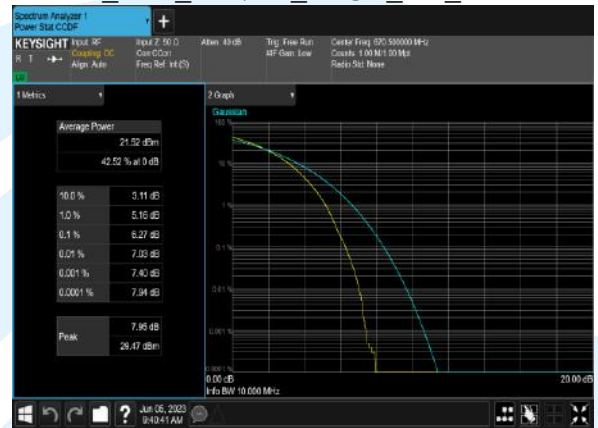 Spectrum Analyzer 1
Power Stat CCDF
KEYSIGHT
R T
Input: RF
Coupling: DC
Align: Auto
Input Z: 50 Ω
Corr CCorr
Freq Ref: Int (S)
Atten: 40 dB
Trig: Free Run
#IF Gain: Low
Center Freq: 670.500000 MHz
Counts: 1.00 M/1.00 Mpt
Radio Std: None
1 Metrics
Average Power
21.52 dBm
42.52 % at 0 dB
10.0 % 3.11 dB
1.0 % 5.16 dB
0.1 % 6.27 dB
0.01 % 7.03 dB
0.001 % 7.40 dB
0.0001 % 7.94 dB
Peak
7.95 dB
29.47 dBm
2 Graph
Gaussian
100 %
10 %
1 %
0.1 %
0.01 %
0.001 %
0.0001 %
0.00 dB
20.00 dB
Info BW 10.000 MHz
Jun 05, 2023
9:40:41 AM